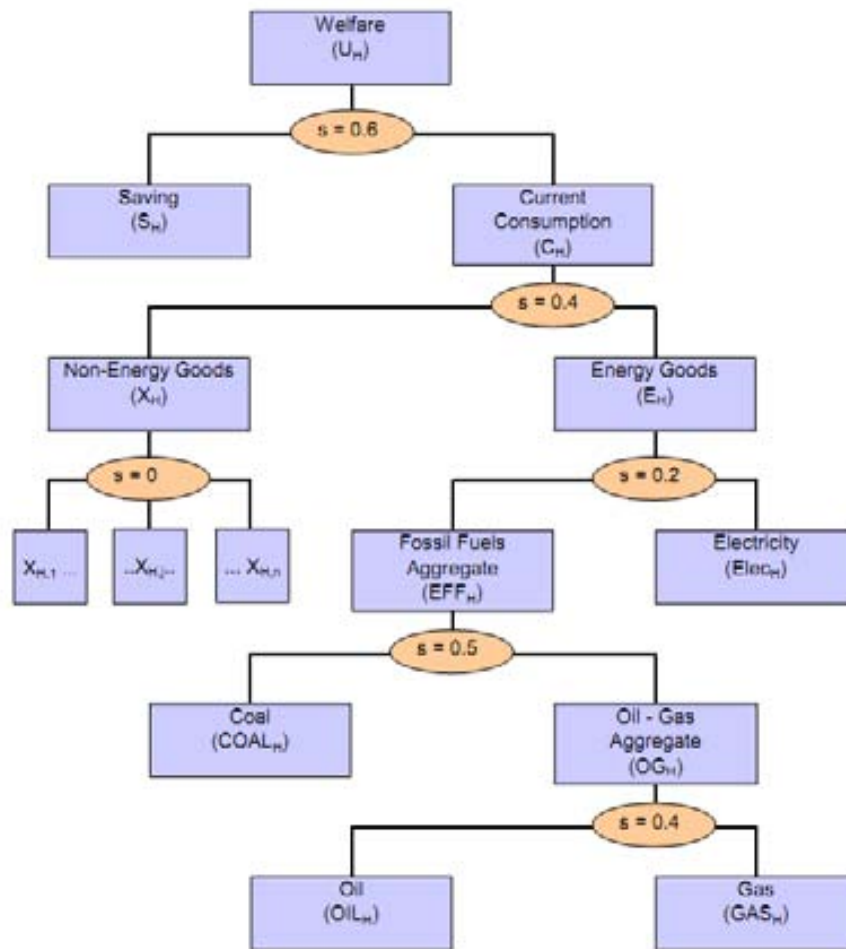 Welfare
(U_H)
s = 0.6
Saving
(S_H)
Current
Consumption
(C_H)
s = 0.4
Non-Energy Goods
(X_H)
Energy Goods
(E_H)
s = 0
s = 0.2
X_H,1 ...
..X_H,j..
... X_H,n
Fossil Fuels
Aggregate
(EFF_H)
Electricity
(Elec_H)
s = 0.5
Coal
(COAL_H)
Oil - Gas
Aggregate
(OG_H)
s = 0.4
Oil
(OIL_H)
Gas
(GAS_H)